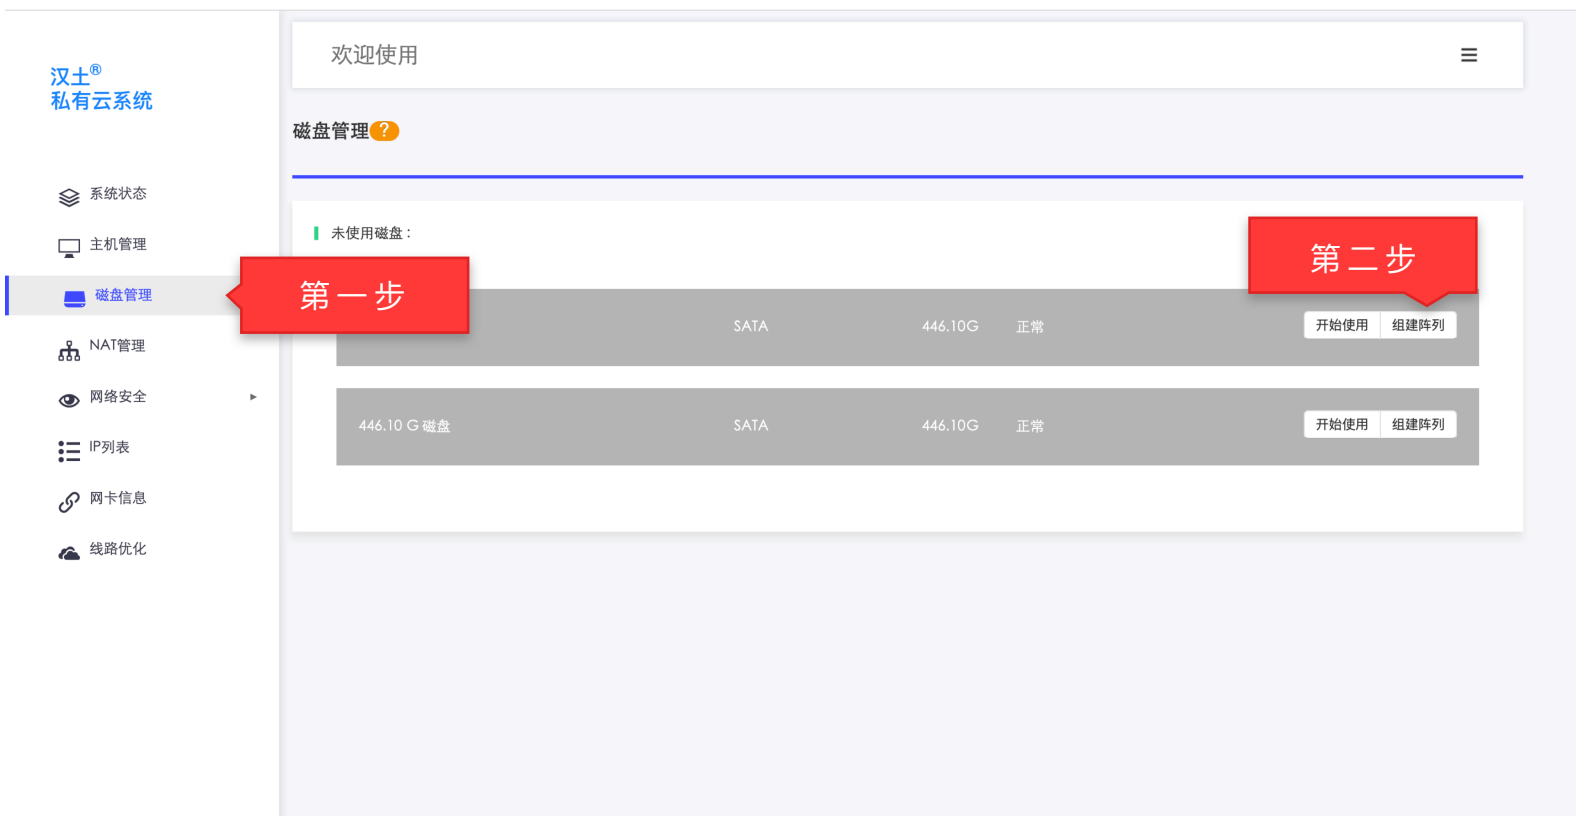 汉土®
私有云系统
系统状态
主机管理
磁盘管理
NAT管理
网络安全
IP列表
网卡信息
线路优化
欢迎使用
磁盘管理?
未使用磁盘：
第一步
第二步
SATA 446.10G 正常 开始使用 组建阵列
446.10 G 磁盘 SATA 446.10G 正常 开始使用 组建阵列